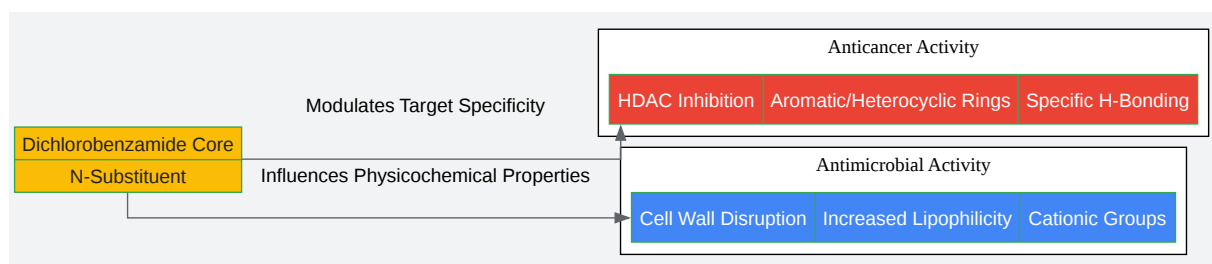 Anticancer Activity
HDAC Inhibition
Aromatic/Heterocyclic Rings
Specific H-Bonding
Modulates Target Specificity
Dichlorobenzamide Core
N-Substituent
Influences Physicochemical Properties
Antimicrobial Activity
Cell Wall Disruption
Increased Lipophilicity
Cationic Groups